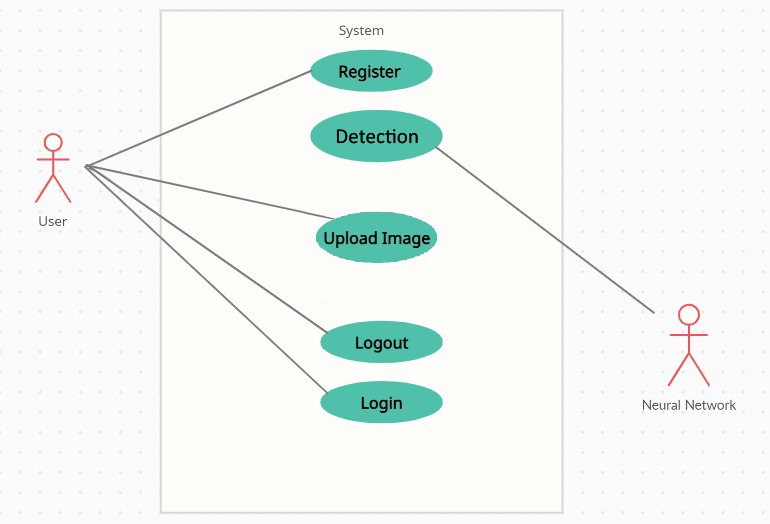 System
Register
Detection
Upload Image
Logout
Login
User
Neural Network